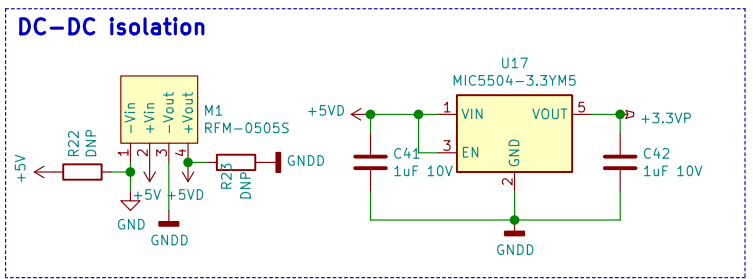 DC-DC isolation
M1
RFM-0505S
-Vin
+Vin
-Vout
+Vout
1
2
3
4
+5V
R22
DNP
+5V
+5VD
R23
DNP
GNDD
GND
GNDD
U17
MIC5504-3.3YM5
+5VD
1
VIN
VOUT
5
+3.3VP
3
EN
GND
2
C41
1uF 10V
C42
1uF 10V
GNDD